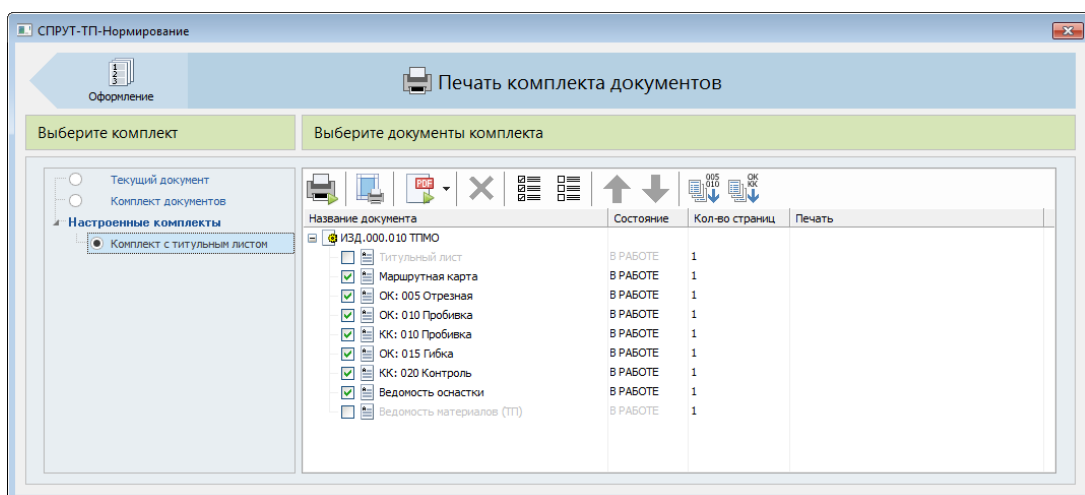 СПРУТ-ТП-Нормирование
1
2
3
Оформление
Печать комплекта документов
Выберите комплект
Выберите документы комплекта
Текущий документ
Комплект документов
Настроенные комплекты
Комплект с титульным листом
PDF
005
010
ОК
КК
Название документа Состояние Кол-во страниц Печать
ИЗД.000.010 ТПМО
Титульный лист В РАБОТЕ 1
Маршрутная карта В РАБОТЕ 1
ОК: 005 Отрезная В РАБОТЕ 1
ОК: 010 Пробивка В РАБОТЕ 1
КК: 010 Пробивка В РАБОТЕ 1
ОК: 015 Гибка В РАБОТЕ 1
КК: 020 Контроль В РАБОТЕ 1
Ведомость оснастки В РАБОТЕ 1
Ведомость материалов (ТП) В РАБОТЕ 1